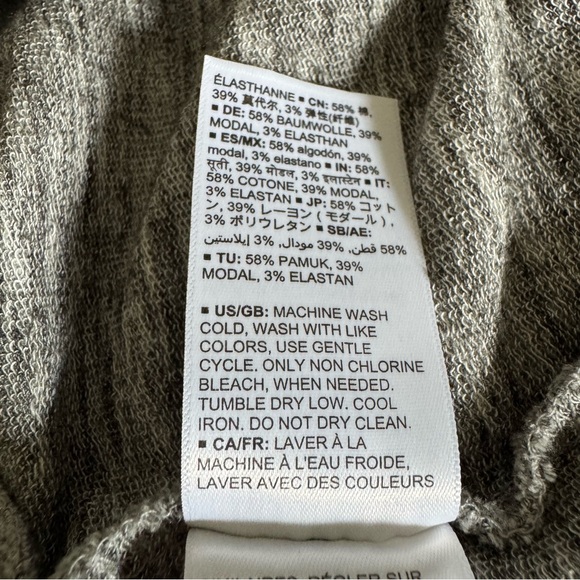 ÉLASTHANNE ■ CN: 58% 棉,
39% 莫代尔, 3% 弹性(纤维)
■ DE: 58% BAUMWOLLE, 39%
MODAL, 3% ELASTHAN
■ ES/MX: 58% algodón, 39%
modal, 3% elastano ■ IN: 58%
सूती, 39% मोडल, 3% इलास्टेन ■ IT:
58% COTONE, 39% MODAL,
3% ELASTAN ■ JP: 58% コット
ン, 39% レーヨン ( モダール ),
3% ポリウレタン ■ SB/AE:
58% قطن, 39% مودال, 3% إيلاستين
■ TU: 58% PAMUK, 39%
MODAL, 3% ELASTAN
■ US/GB: MACHINE WASH
COLD, WASH WITH LIKE
COLORS, USE GENTLE
CYCLE. ONLY NON CHLORINE
BLEACH, WHEN NEEDED.
TUMBLE DRY LOW. COOL
IRON. DO NOT DRY CLEAN.
■ CA/FR: LAVER À LA
MACHINE À L'EAU FROIDE,
LAVER AVEC DES COULEURS
RÉGLER SUR